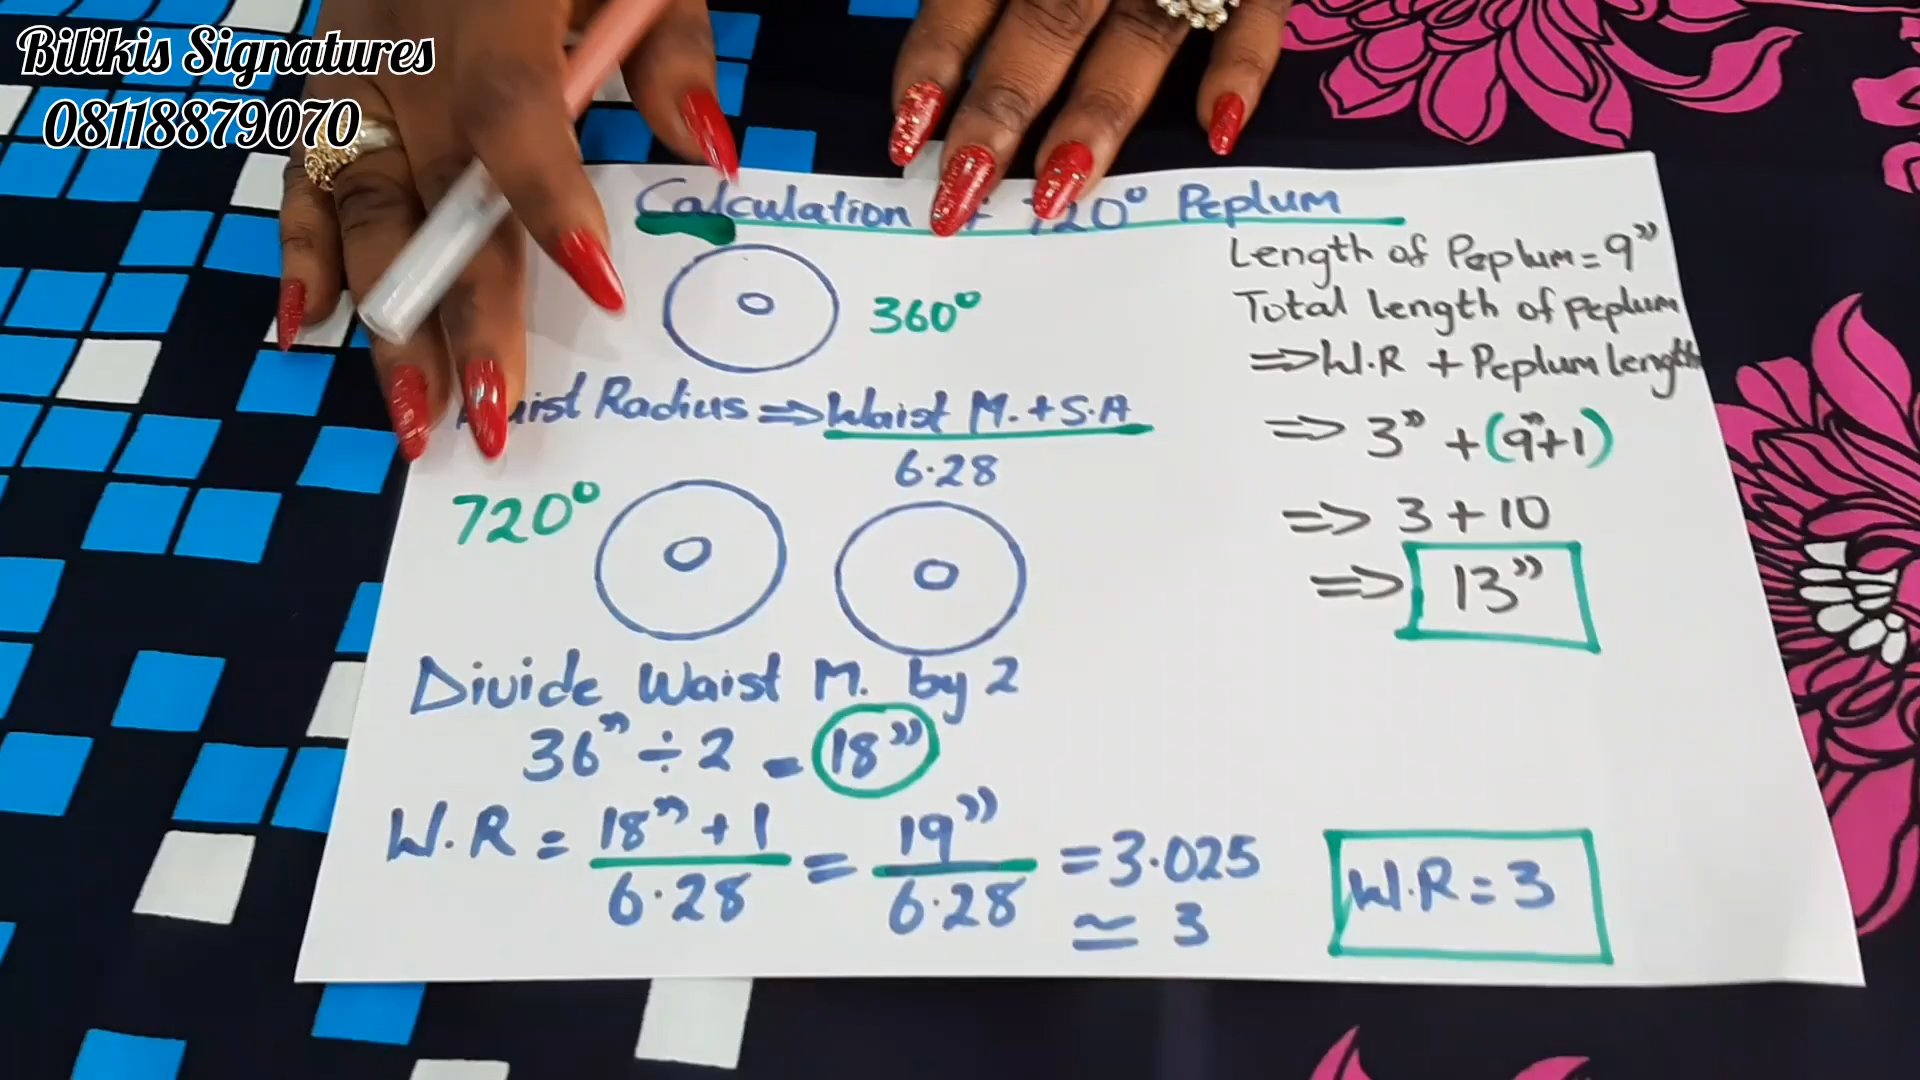 Bilikis Signatures
08118879070
Calculation 720° Peplum
360°
Radius => Waist M. + S.A
6.28
720°
Divide Waist M. by 2
36" ÷ 2 = 18"
W.R = 18" + 1 = 19" = 3.025
6.28 6.28 ≃ 3
Length of Peplum = 9"
Total length of Peplum
=> W.R + Peplum length
=> 3" + (9"+1)
=> 3 + 10
=> 13"
W.R = 3